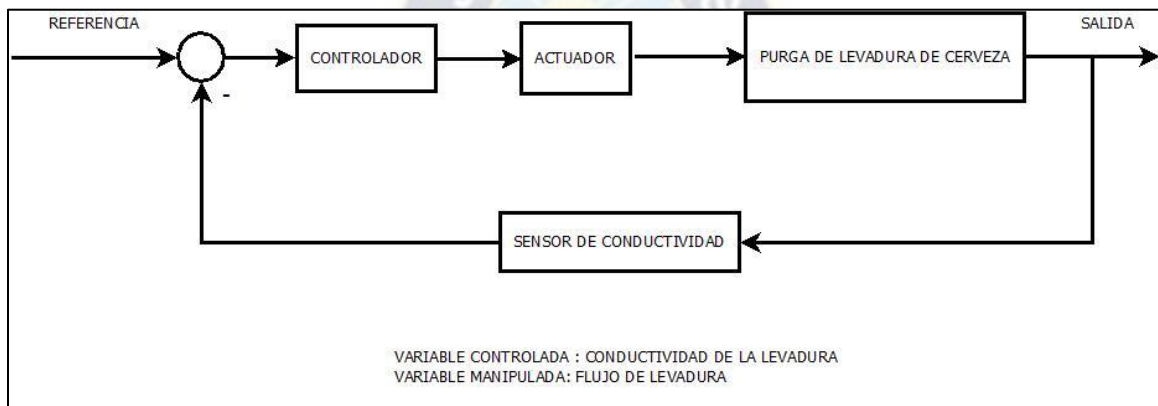 REFERENCIA
SALIDA
CONTROLADOR
ACTUADOR
PURGA DE LEVADURA DE CERVEZA
-
SENSOR DE CONDUCTIVIDAD
VARIABLE CONTROLADA : CONDUCTIVIDAD DE LA LEVADURA
VARIABLE MANIPULADA: FLUJO DE LEVADURA